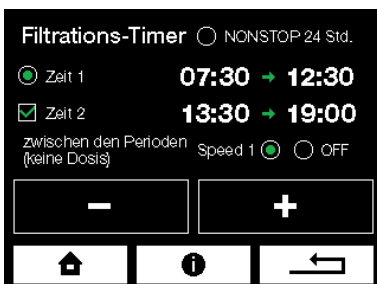 Filtrations-Timer NONSTOP 24 Std.
Zeit 1 07:30 → 12:30
Zeit 2 13:30 → 19:00
zwischen den Perioden Speed 1 OFF
(keine Dosis)
− +
i